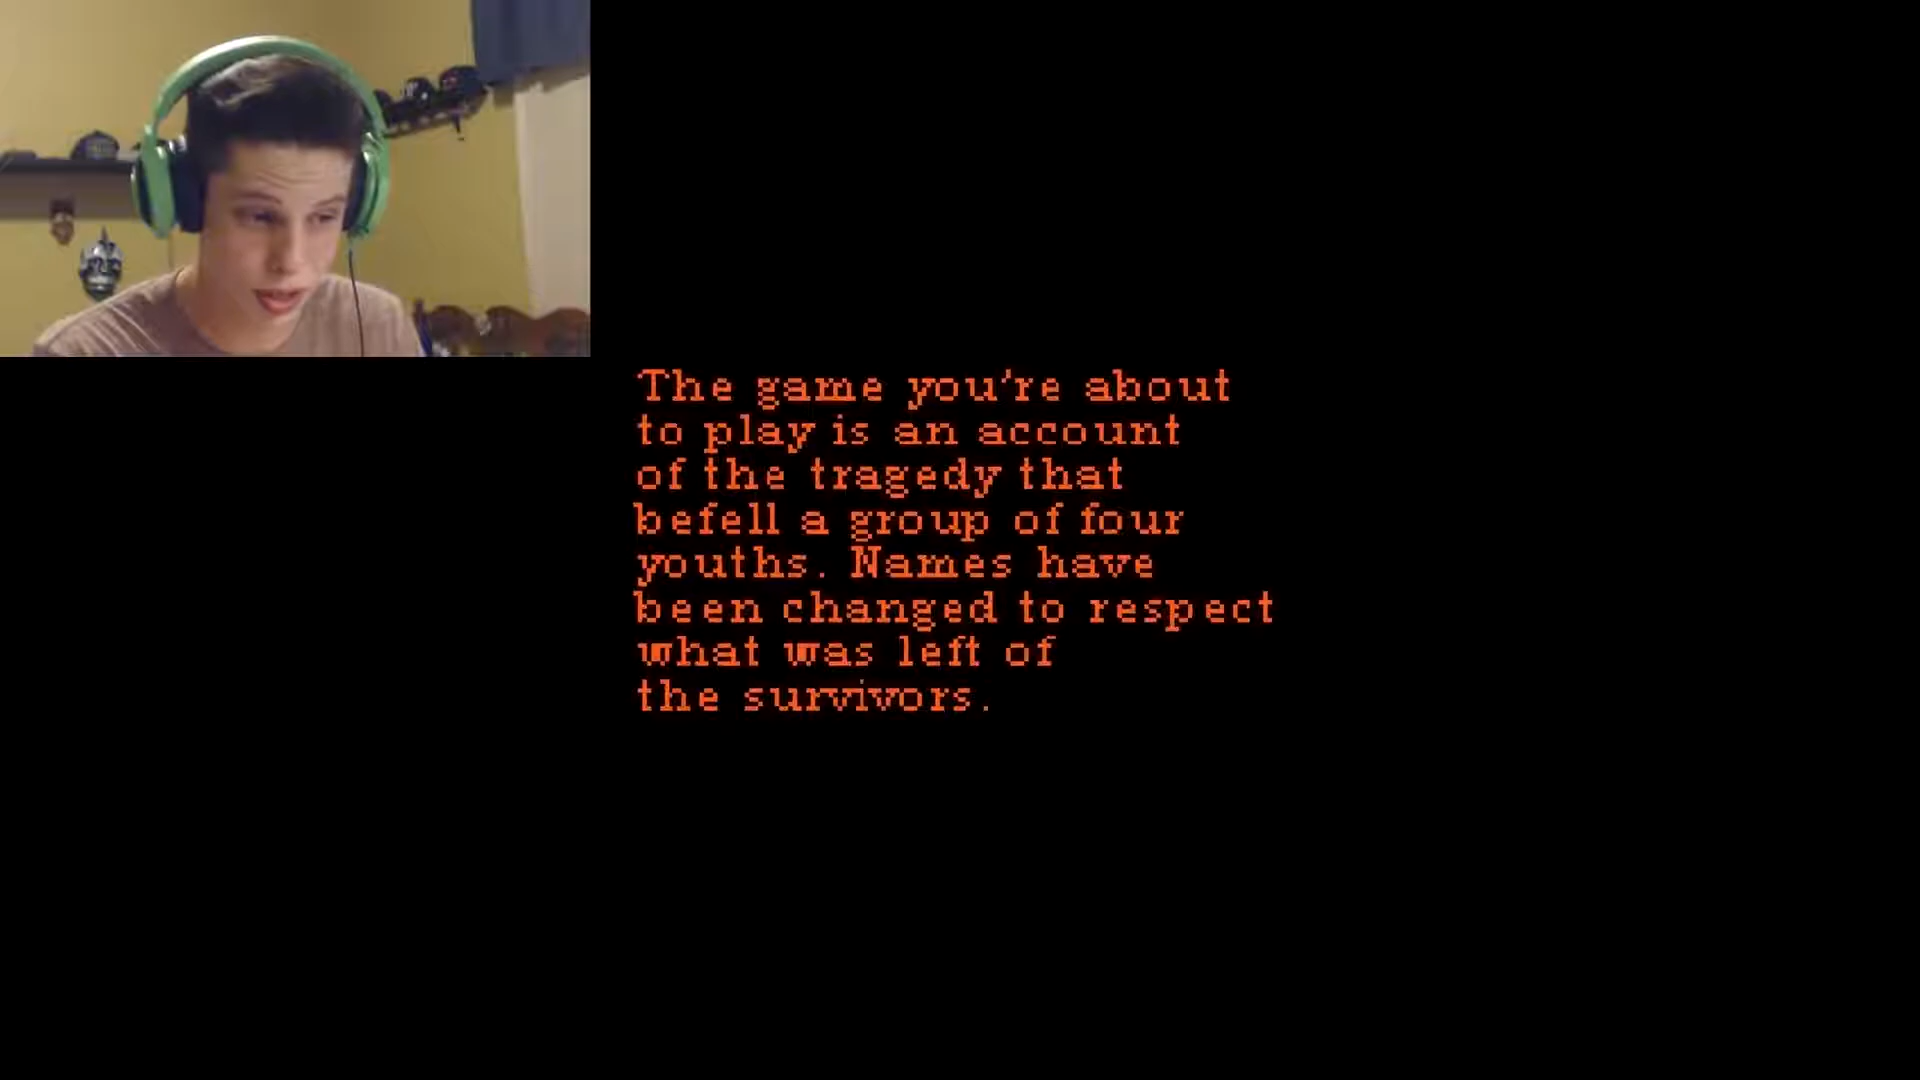 The game you're about
to play is an account
of the tragedy that
befell a group of four
youths. Names have
been changed to respect
what was left of
the survivors.